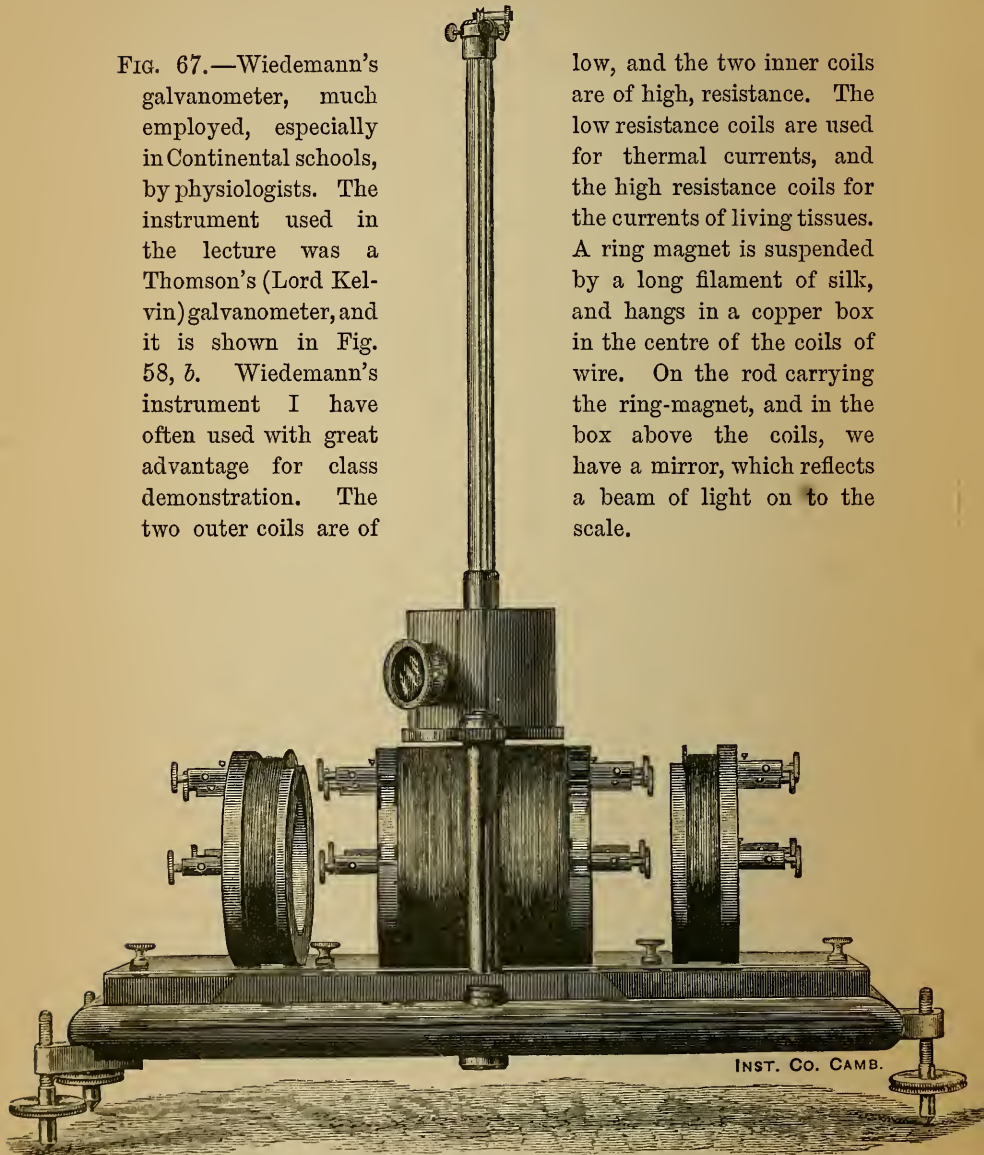 FIG. 67.—Wiedemann's
galvanometer, much
employed, especially
in Continental schools,
by physiologists. The
instrument used in
the lecture was a
Thomson's (Lord Kel-
vin) galvanometer, and
it is shown in Fig.
58, b. Wiedemann's
instrument I have
often used with great
advantage for class
demonstration. The
two outer coils are of
low, and the two inner coils
are of high, resistance. The
low resistance coils are used
for thermal currents, and
the high resistance coils for
the currents of living tissues.
A ring magnet is suspended
by a long filament of silk,
and hangs in a copper box
in the centre of the coils of
wire. On the rod carrying
the ring-magnet, and in the
box above the coils, we
have a mirror, which reflects
a beam of light on to the
scale.
INST. CO. CAMB.